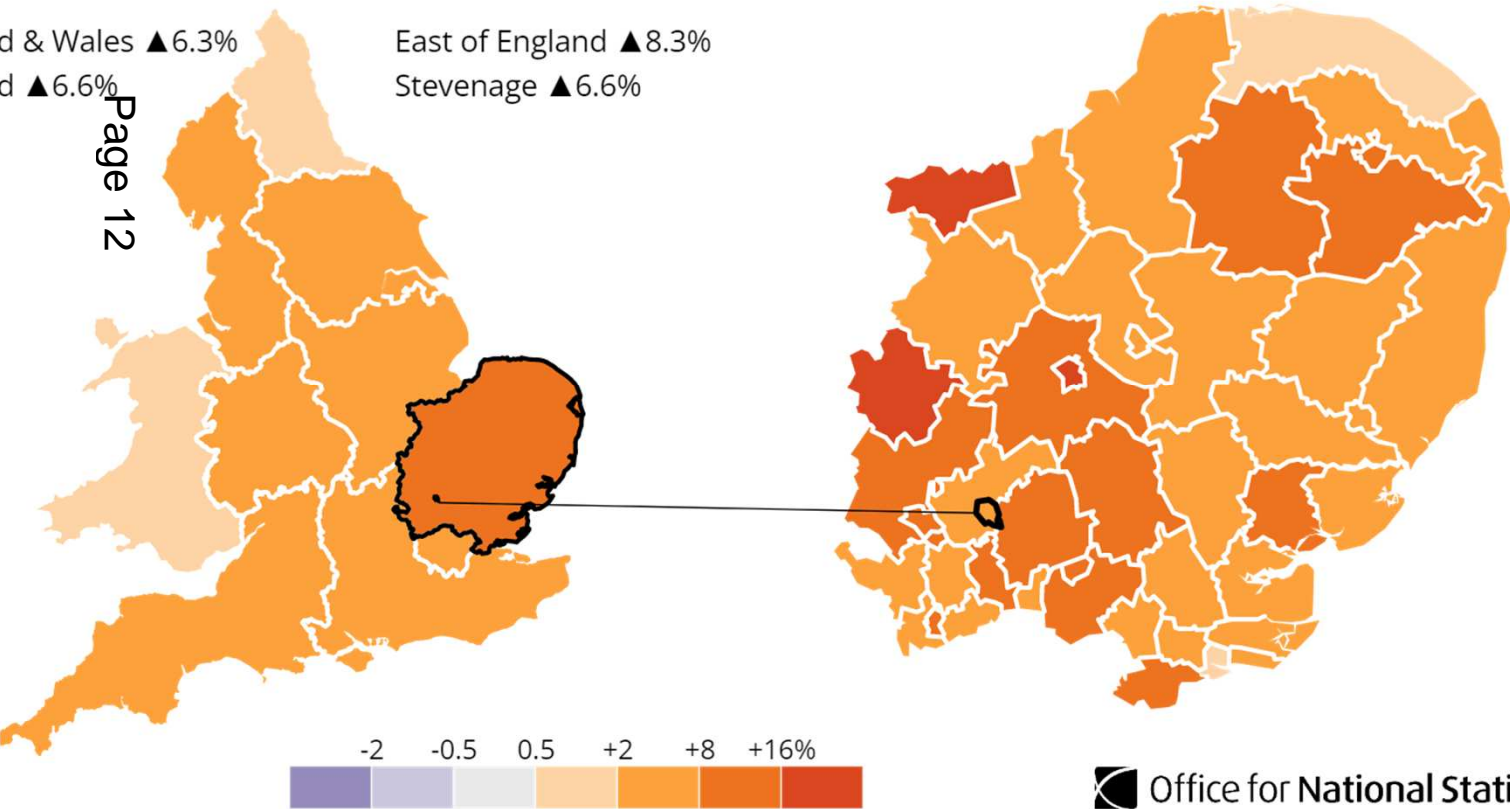 d & Wales ▲6.3%
d ▲6.6%
East of England ▲8.3%
Stevenage ▲6.6%
Page 12
-2 -0.5 0.5 +2 +8 +16%
Office for National Stati